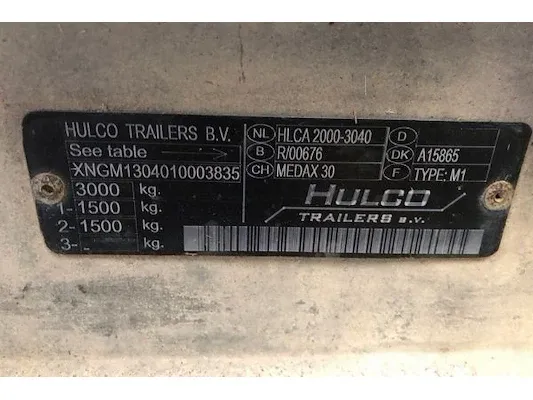 HULCO TRAILERS B.V.
See table
XNGM1304010003835
3000 kg.
1- 1500 kg.
2- 1500 kg.
3- - kg.
NL HLCA 2000-3040 D
B R/00676 DK A15865
CH MEDAX 30 F TYPE: M1
HULCO
TRAILERS B.V.